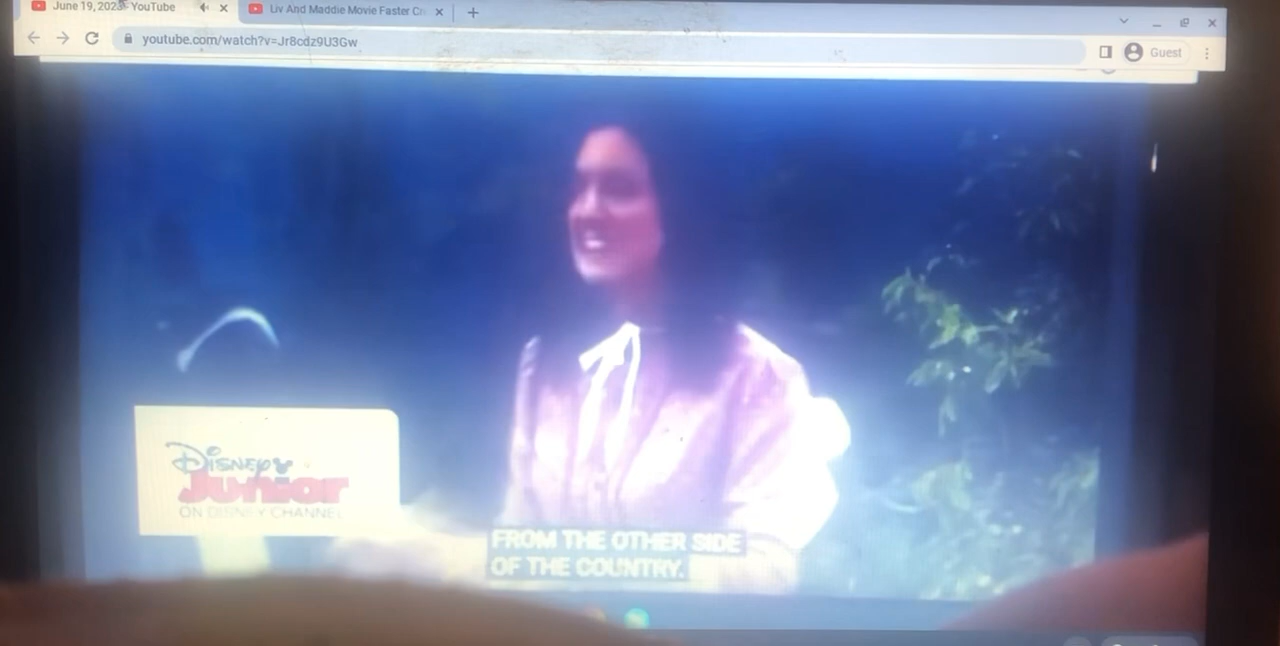 June 19, 2023 - YouTube
Liv And Maddie Movie Faster Cr
youtube.com/watch?v=Jr8cdz9U3Gw
Guest
Disney
Junior
ON DISNEY CHANNEL
FROM THE OTHER SIDE
OF THE COUNTRY.